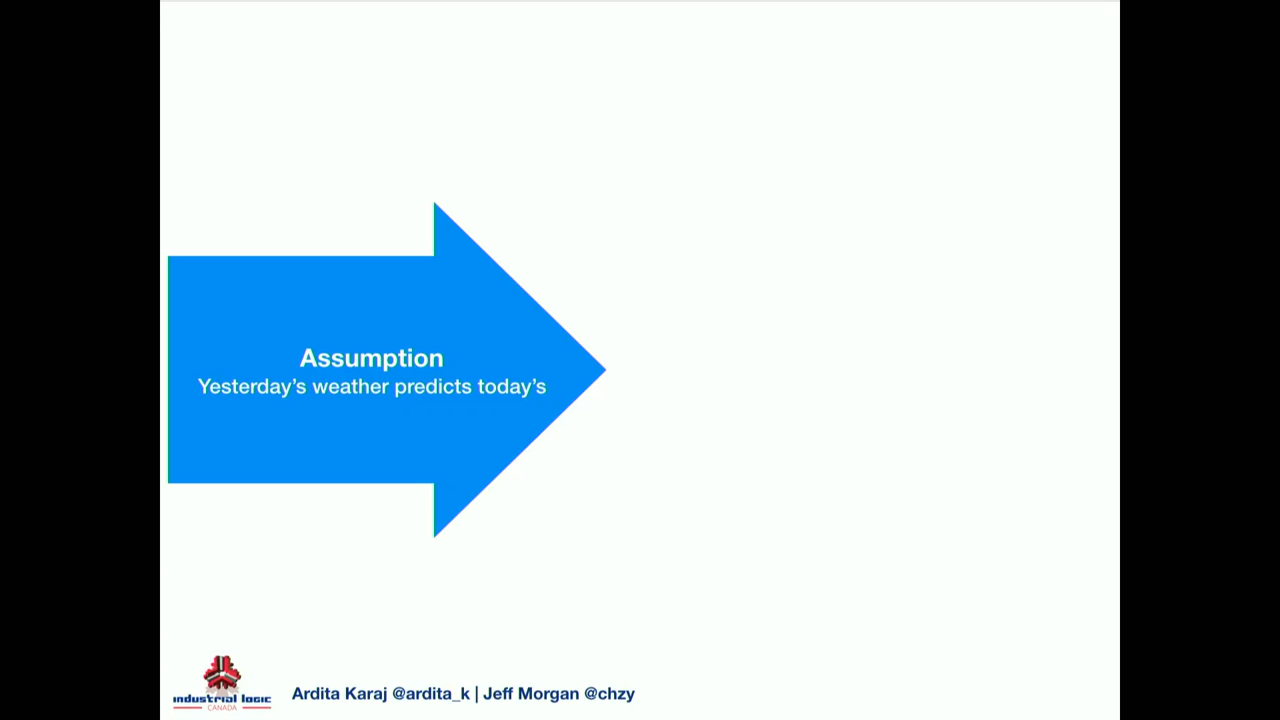 Assumption
Yesterday's weather predicts today's
industrial logic
CANADA
Ardita Karaj @ardita_k | Jeff Morgan @chzy